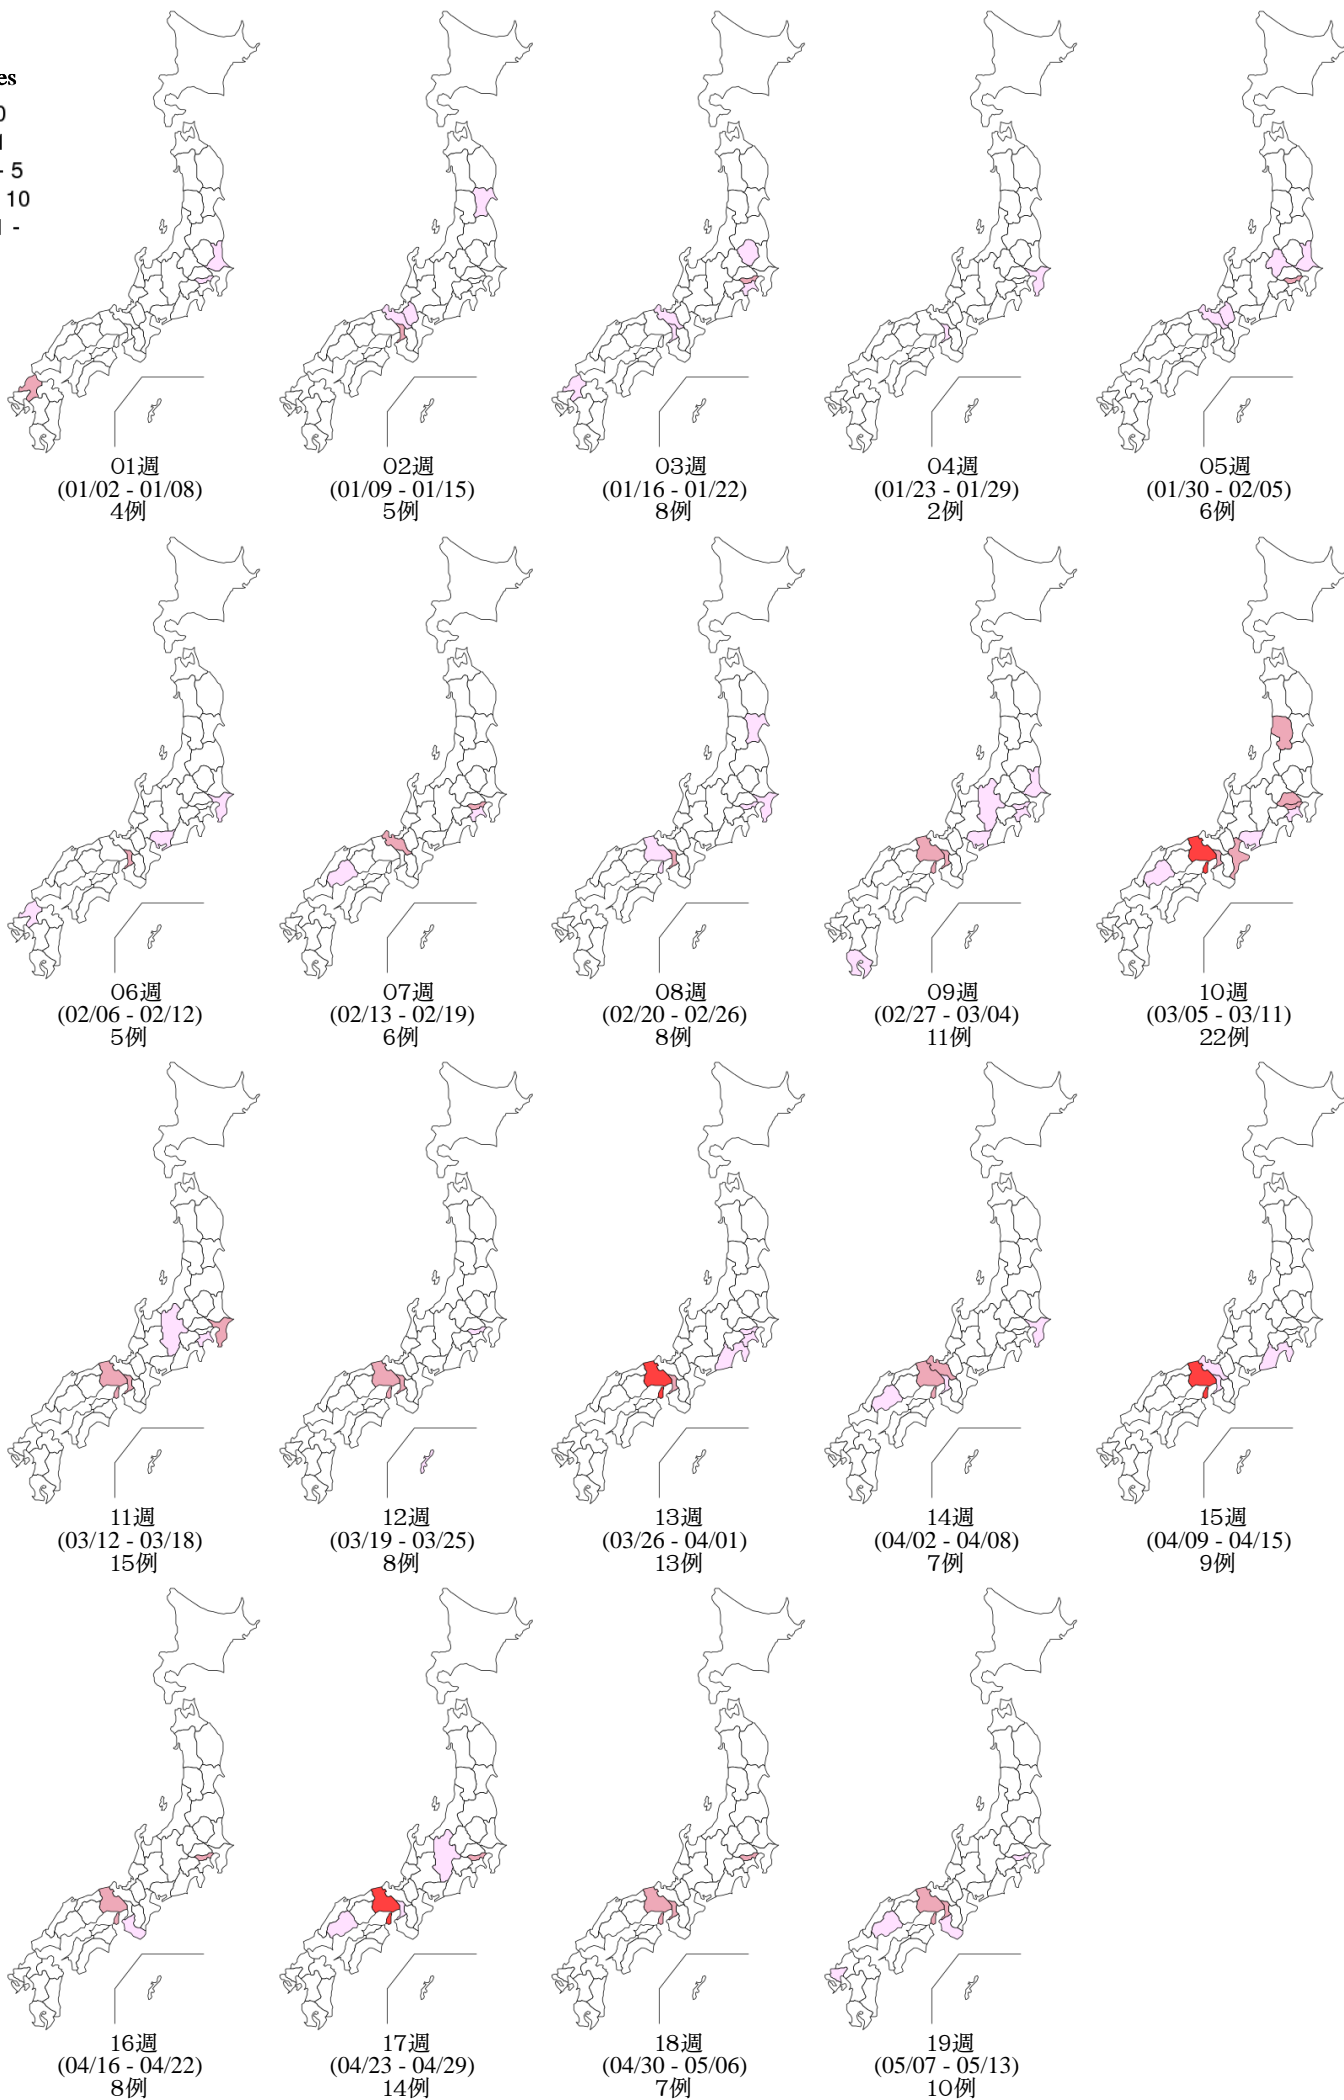 es
0
1
- 5
10
1 -
01週
(01/02 - 01/08)
4例
02週
(01/09 - 01/15)
5例
03週
(01/16 - 01/22)
8例
04週
(01/23 - 01/29)
2例
05週
(01/30 - 02/05)
6例
06週
(02/06 - 02/12)
5例
07週
(02/13 - 02/19)
6例
08週
(02/20 - 02/26)
8例
09週
(02/27 - 03/04)
11例
10週
(03/05 - 03/11)
22例
11週
(03/12 - 03/18)
15例
12週
(03/19 - 03/25)
8例
13週
(03/26 - 04/01)
13例
14週
(04/02 - 04/08)
7例
15週
(04/09 - 04/15)
9例
16週
(04/16 - 04/22)
8例
17週
(04/23 - 04/29)
14例
18週
(04/30 - 05/06)
7例
19週
(05/07 - 05/13)
10例